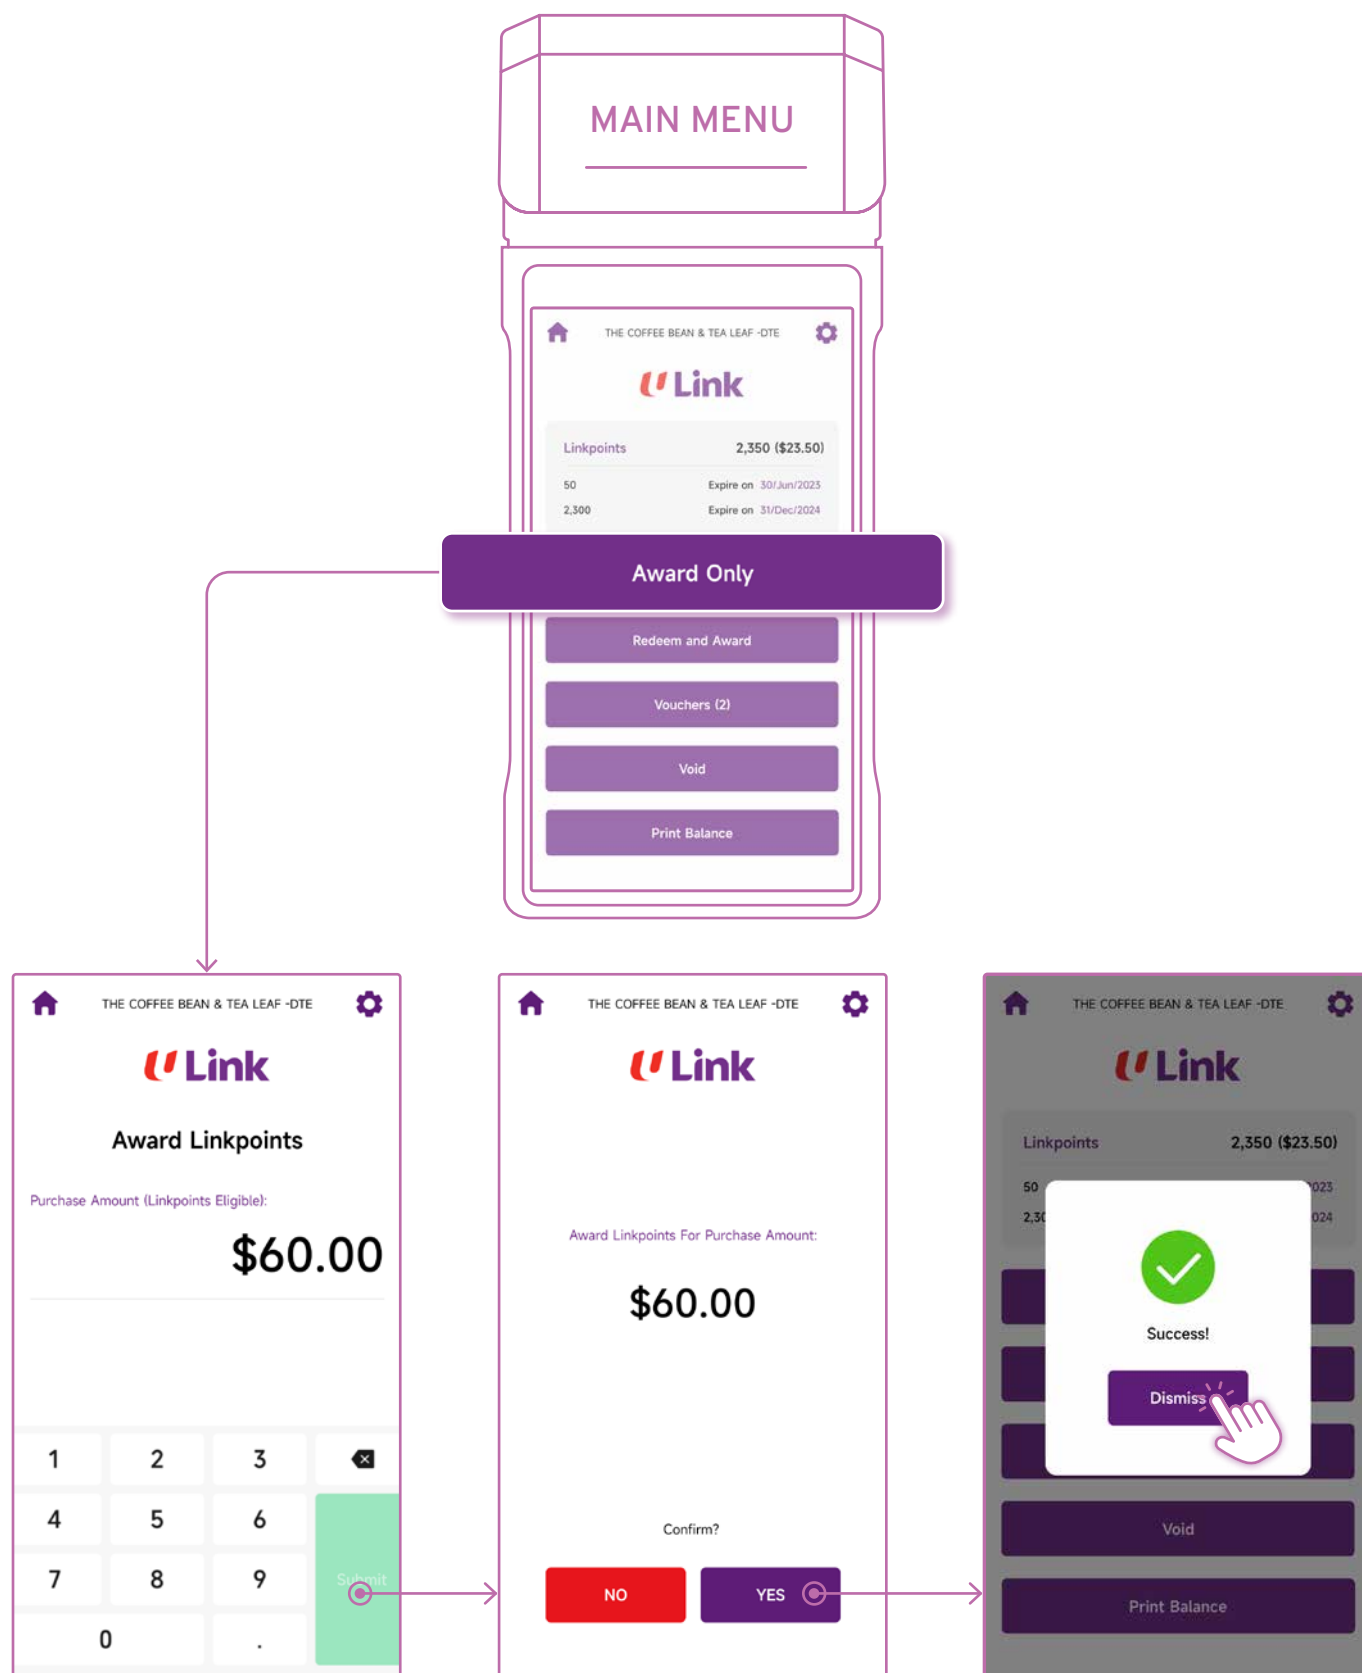 MAIN MENU
THE COFFEE BEAN & TEA LEAF -DTE
Link
Linkpoints 2,350 ($23.50)
50 Expire on 30/Jun/2023
2,300 Expire on 31/Dec/2024
Award Only
Redeem and Award
Vouchers (2)
Void
Print Balance
THE COFFEE BEAN & TEA LEAF -DTE
Link
Award Linkpoints
Purchase Amount (Linkpoints Eligible):
$60.00
1 2 3
4 5 6
7 8 9 Submit
0 .
THE COFFEE BEAN & TEA LEAF -DTE
Link
Award Linkpoints For Purchase Amount:
$60.00
Confirm?
NO YES
THE COFFEE BEAN & TEA LEAF -DTE
Link
Linkpoints 2,350 ($23.50)
50 2023
2,30 024
Success!
Dismiss
Void
Print Balance